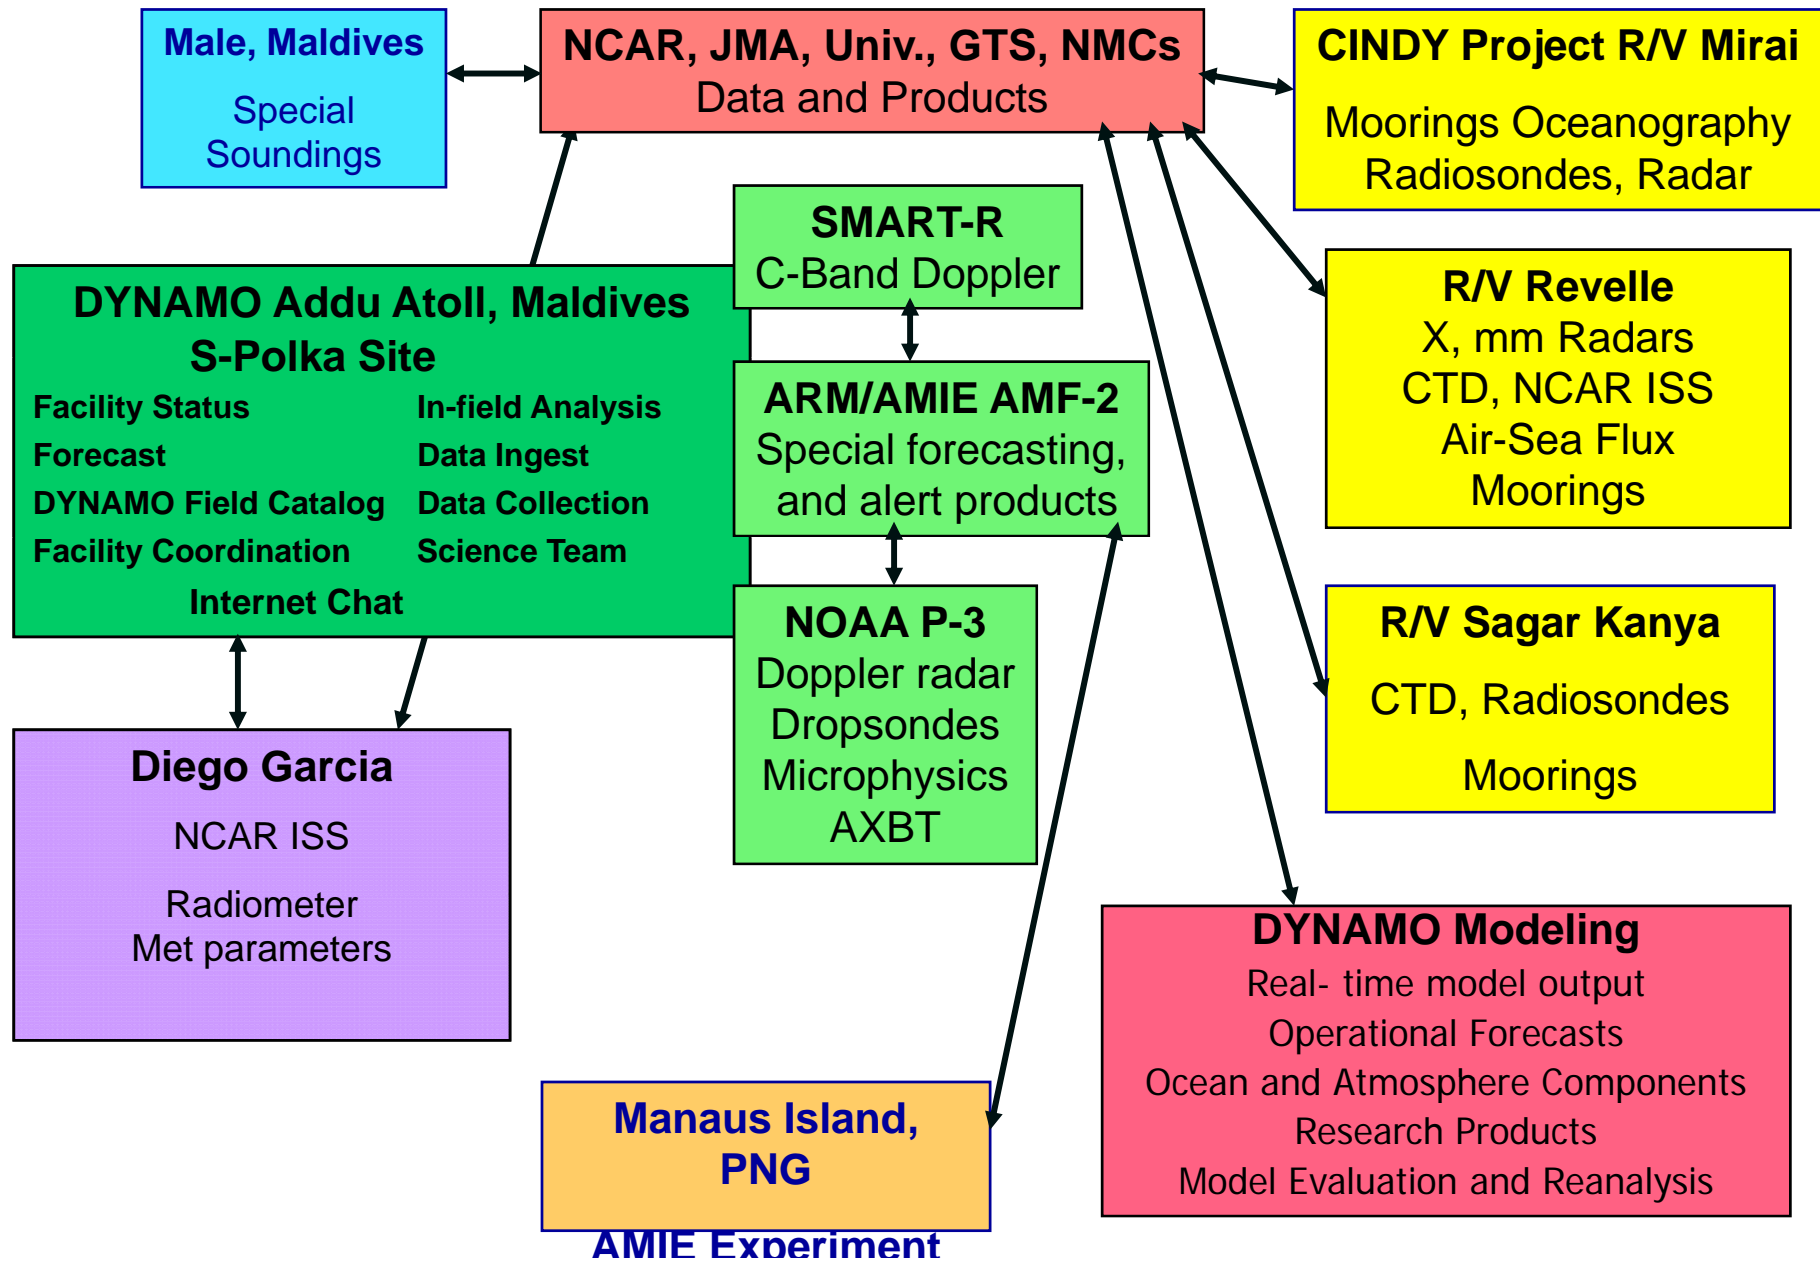 Male, Maldives
Special
Soundings
NCAR, JMA, Univ., GTS, NMCs
Data and Products
CINDY Project R/V Mirai
Moorings Oceanography
Radiosondes, Radar
SMART-R
C-Band Doppler
DYNAMO Addu Atoll, Maldives
S-Polka Site
Facility Status
In-field Analysis
Forecast
Data Ingest
DYNAMO Field Catalog
Data Collection
Facility Coordination
Science Team
Internet Chat
ARM/AMIE AMF-2
Special forecasting,
and alert products
R/V Revelle
X, mm Radars
CTD, NCAR ISS
Air-Sea Flux
Moorings
NOAA P-3
Doppler radar
Dropsondes
Microphysics
AXBT
R/V Sagar Kanya
CTD, Radiosondes
Moorings
Diego Garcia
NCAR ISS
Radiometer
Met parameters
DYNAMO Modeling
Real- time model output
Operational Forecasts
Ocean and Atmosphere Components
Research Products
Model Evaluation and Reanalysis
Manaus Island,
PNG
AMIE Experiment